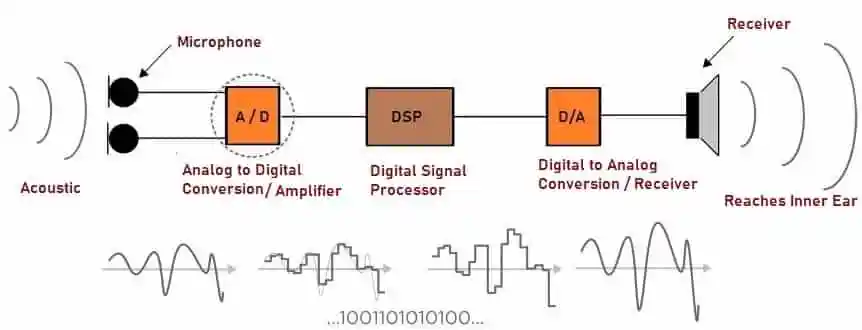 Microphone
Receiver
A / D
DSP
D/A
Acoustic
Analog to Digital
Conversion/ Amplifier
Digital Signal
Processor
Digital to Analog
Conversion / Receiver
Reaches Inner Ear
...1001101010100...